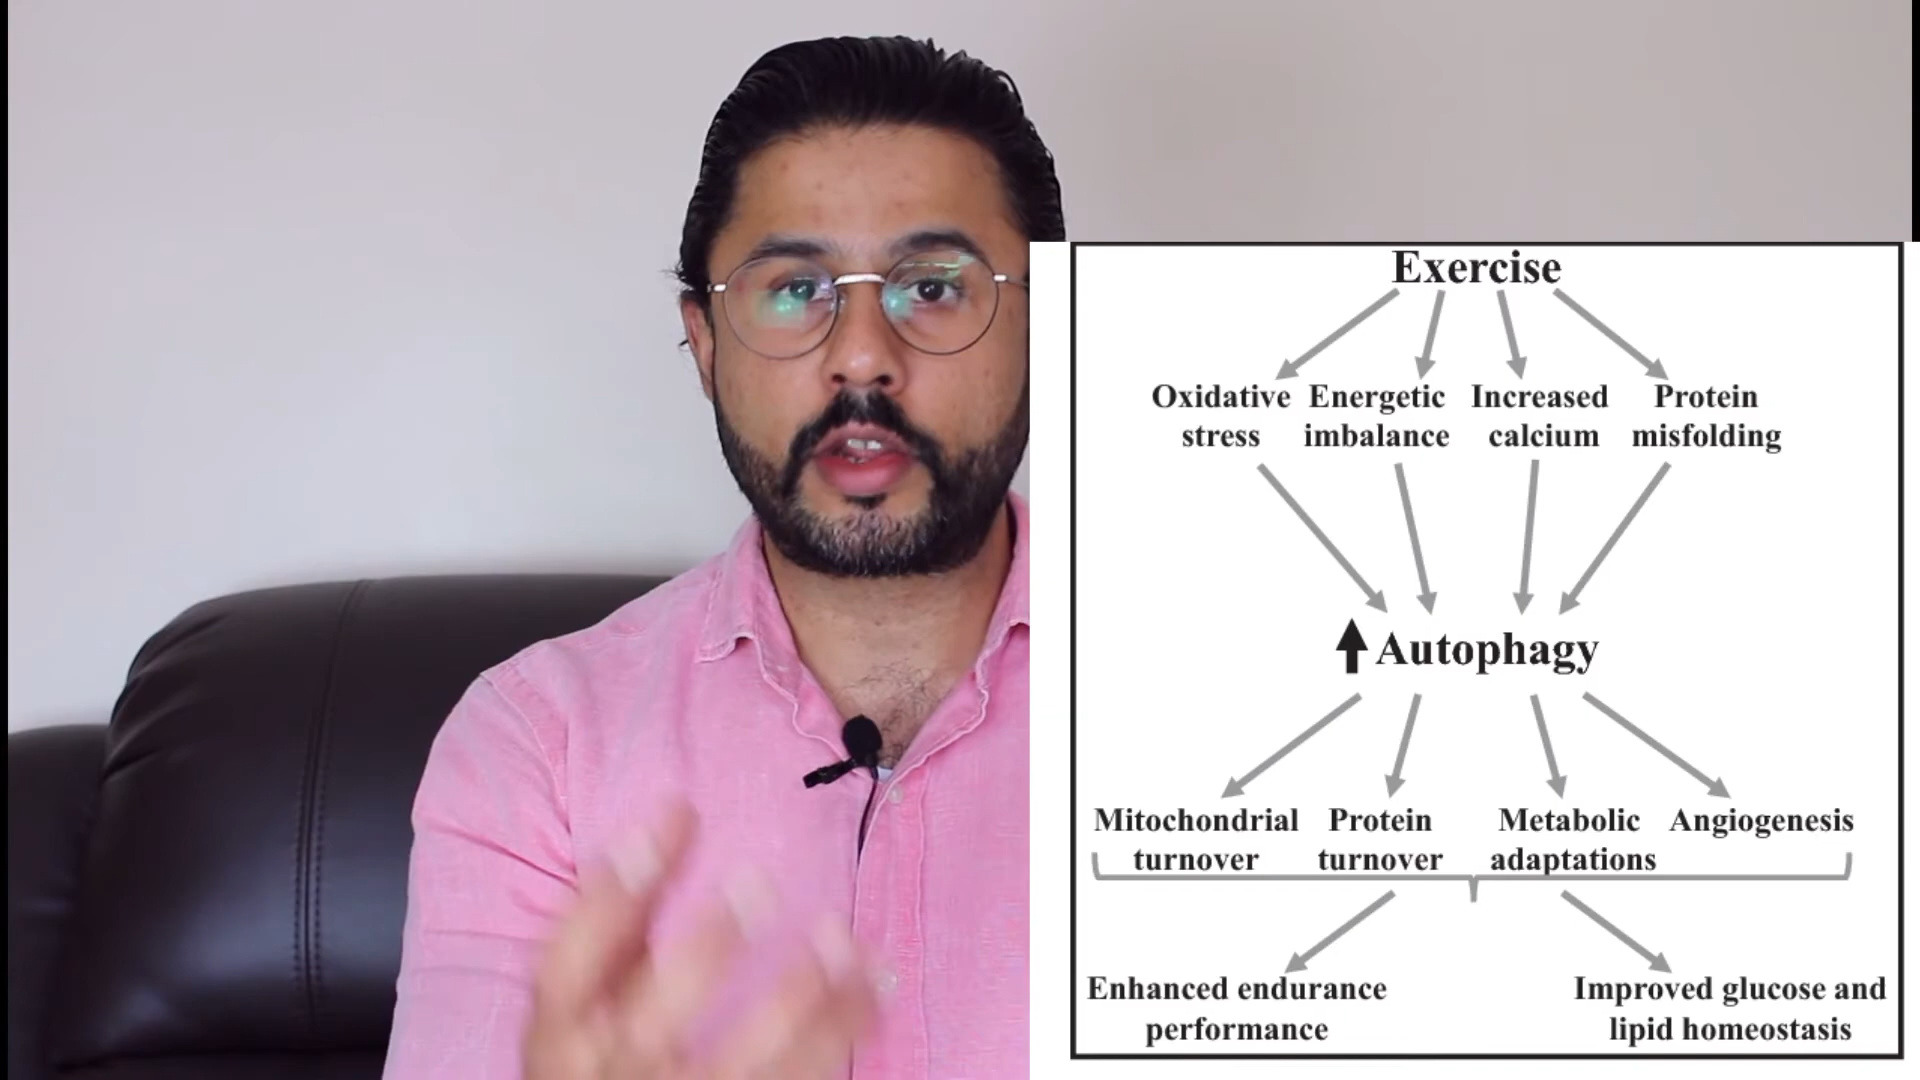 Exercise
Oxidative Energetic Increased Protein
stress imbalance calcium misfolding
Autophagy
Mitochondrial Protein Metabolic Angiogenesis
turnover turnover adaptations
Enhanced endurance Improved glucose and
performance lipid homeostasis